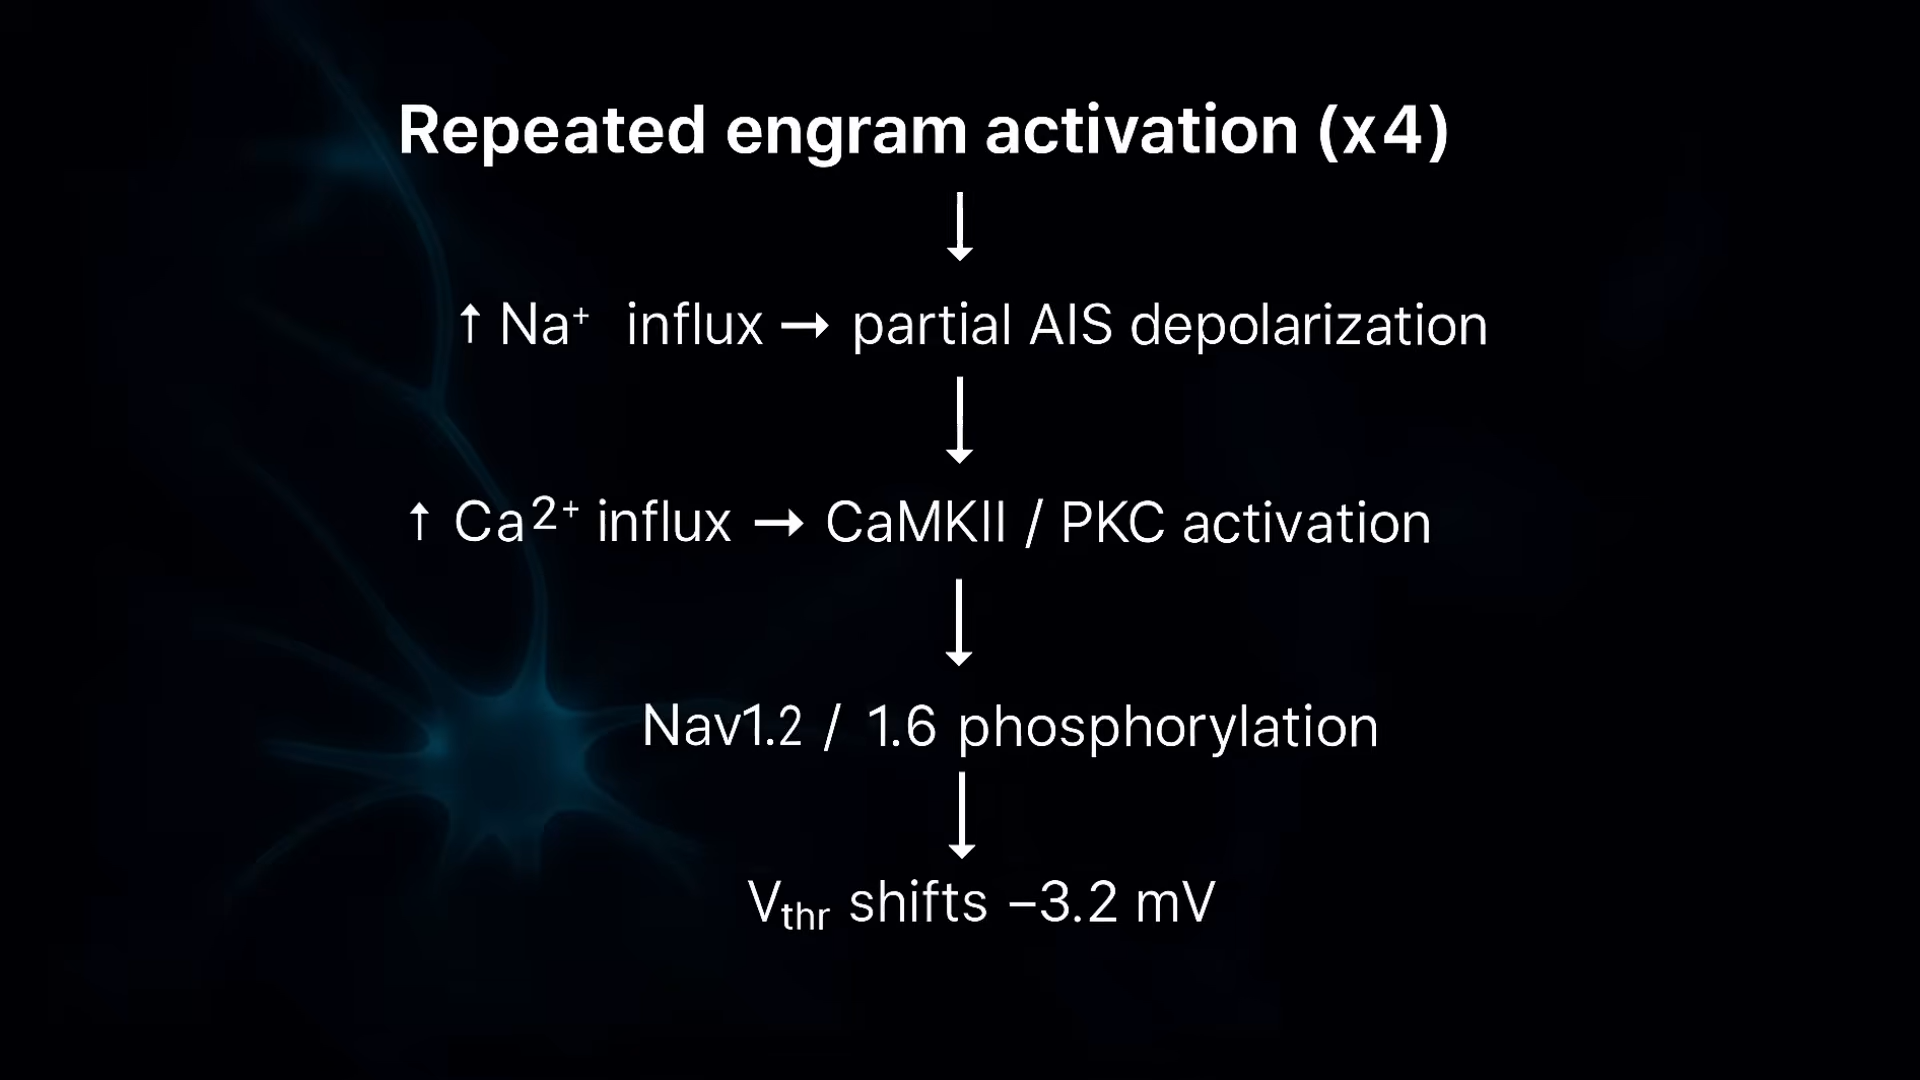 Repeated engram activation (x4)
↓
↑ Na⁺ influx → partial AIS depolarization
↓
↑ Ca²⁺ influx → CaMKII / PKC activation
↓
Nav1.2 / 1.6 phosphorylation
↓
Vthr shifts −3.2 mV